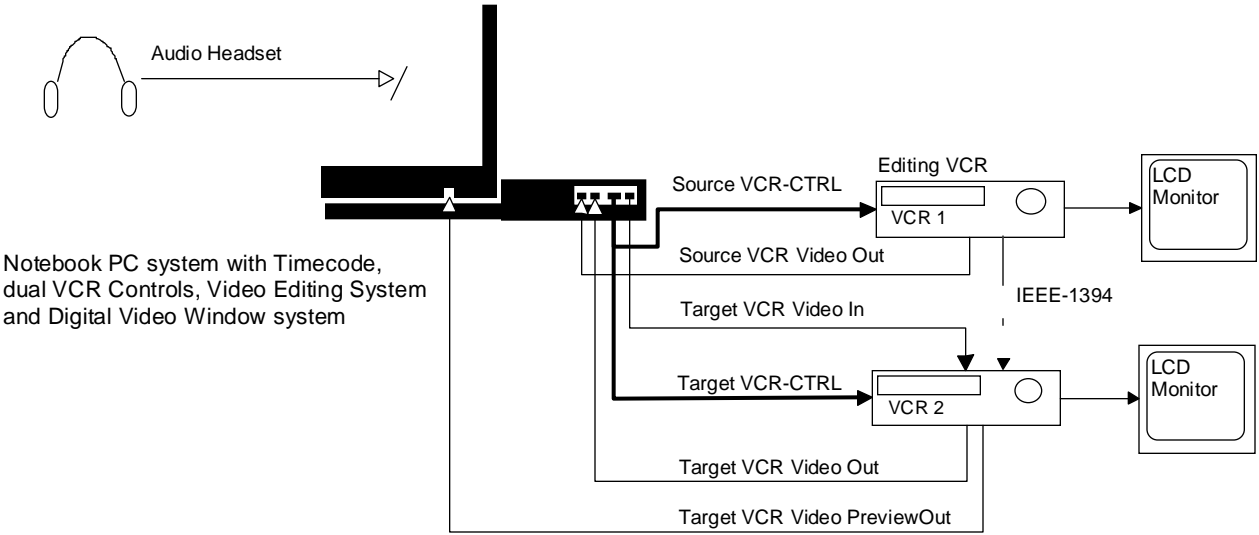 Audio Headset
Editing VCR
Source VCR-CTRL
VCR 1
LCD
Monitor
Source VCR Video Out
Notebook PC system with Timecode,
dual VCR Controls, Video Editing System
and Digital Video Window system
IEEE-1394
Target VCR Video In
Target VCR-CTRL
VCR 2
LCD
Monitor
Target VCR Video Out
Target VCR Video PreviewOut